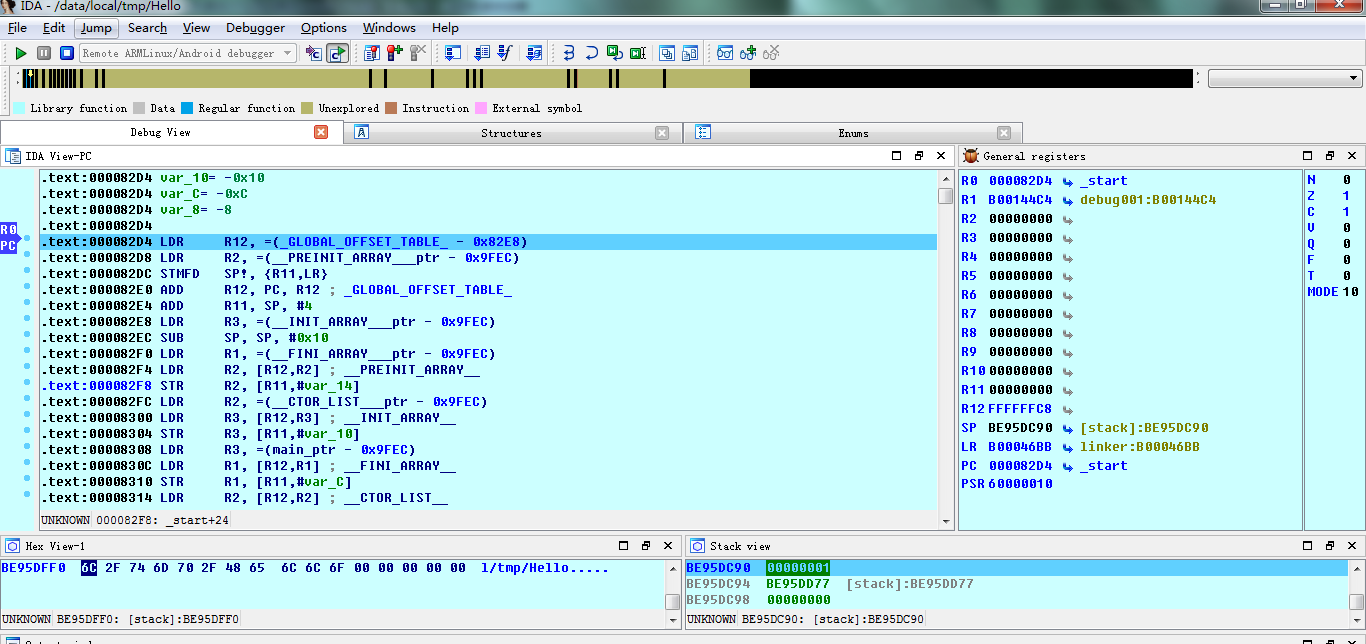 IDA - /data/local/tmp/Hello
File Edit Jump Search View Debugger Options Windows Help
Remote ARMLinux/Android debugger
Library function Data Regular function Unexplored Instruction External symbol
Debug View Structures Enums
IDA View-PC
.text:000082D4 var_10= -0x10
.text:000082D4 var_C= -0xC
.text:000082D4 var_8= -8
.text:000082D4
.text:000082D4 LDR R12, =(_GLOBAL_OFFSET_TABLE_ - 0x82E8)
.text:000082D8 LDR R2, =(__PREINIT_ARRAY___ptr - 0x9FEC)
.text:000082DC STMFD SP!, {R11,LR}
.text:000082E0 ADD R12, PC, R12 ; _GLOBAL_OFFSET_TABLE_
.text:000082E4 ADD R11, SP, #4
.text:000082E8 LDR R3, =(__INIT_ARRAY___ptr - 0x9FEC)
.text:000082EC SUB SP, SP, #0x10
.text:000082F0 LDR R1, =(__FINI_ARRAY___ptr - 0x9FEC)
.text:000082F4 LDR R2, [R12,R2] ; __PREINIT_ARRAY__
.text:000082F8 STR R2, [R11,#var_14]
.text:000082FC LDR R2, =(__CTOR_LIST___ptr - 0x9FEC)
.text:00008300 LDR R3, [R12,R3] ; __INIT_ARRAY__
.text:00008304 STR R3, [R11,#var_10]
.text:00008308 LDR R3, =(main_ptr - 0x9FEC)
.text:0000830C LDR R1, [R12,R1] ; __FINI_ARRAY__
.text:00008310 STR R1, [R11,#var_C]
.text:00008314 LDR R2, [R12,R2] ; __CTOR_LIST__
UNKNOWN 000082F8: _start+24
R0
PC
General registers
R0 000082D4 _start
R1 B00144C4 debug001:B00144C4
R2 00000000
R3 00000000
R4 00000000
R5 00000000
R6 00000000
R7 00000000
R8 00000000
R9 00000000
R10 00000000
R11 00000000
R12 FFFFFFC8
SP BE95DC90 [stack]:BE95DC90
LR B00046BB linker:B00046BB
PC 000082D4 _start
PSR 60000010
N 0
Z 1
C 1
V 0
Q 0
F 0
T 0
MODE 10
Hex View-1
BE95DFF0 6C 2F 74 6D 70 2F 48 65 6C 6C 6F 00 00 00 00 00 l/tmp/Hello.....
UNKNOWN BE95DFF0: [stack]:BE95DFF0
Stack view
BE95DC90 00000001
BE95DC94 BE95DD77 [stack]:BE95DD77
BE95DC98 00000000
UNKNOWN BE95DC90: [stack]:BE95DC90